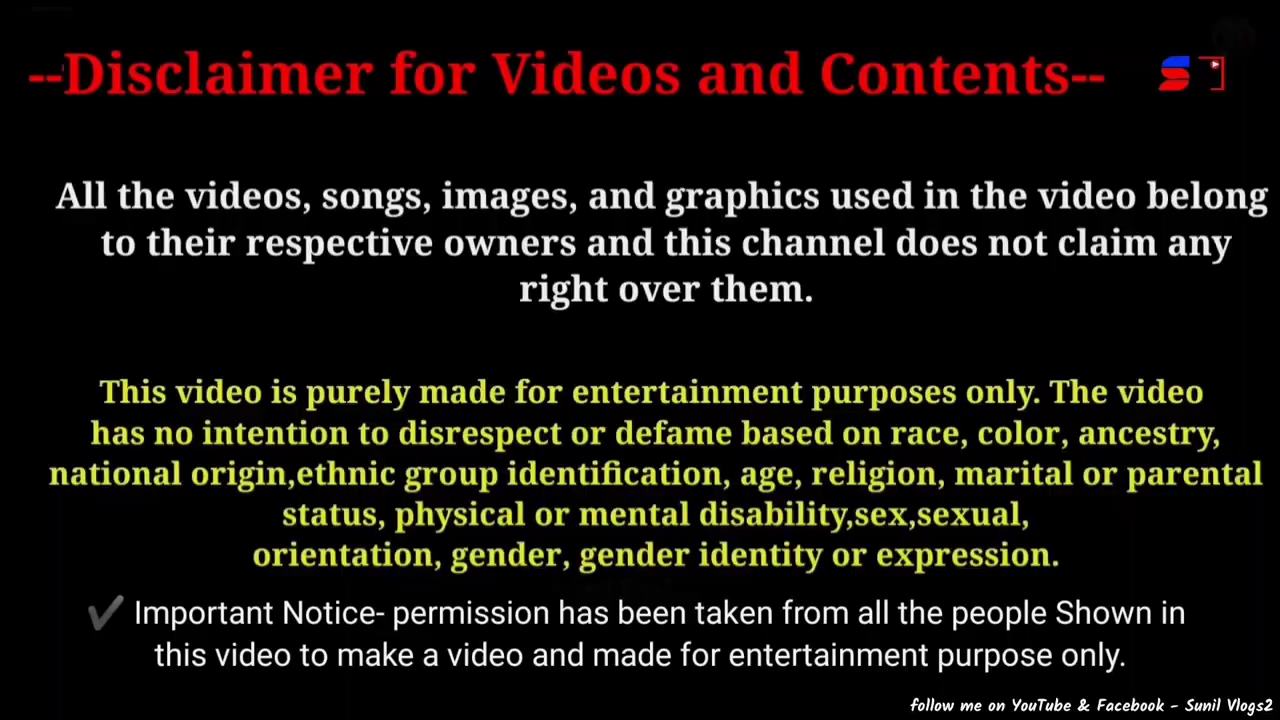 --Disclaimer for Videos and Contents--
All the videos, songs, images, and graphics used in the video belong
to their respective owners and this channel does not claim any
right over them.
This video is purely made for entertainment purposes only. The video
has no intention to disrespect or defame based on race, color, ancestry,
national origin,ethnic group identification, age, religion, marital or parental
status, physical or mental disability,sex,sexual,
orientation, gender, gender identity or expression.
✔ Important Notice- permission has been taken from all the people Shown in
this video to make a video and made for entertainment purpose only.
follow me on YouTube & Facebook - Sunil Vlogs2